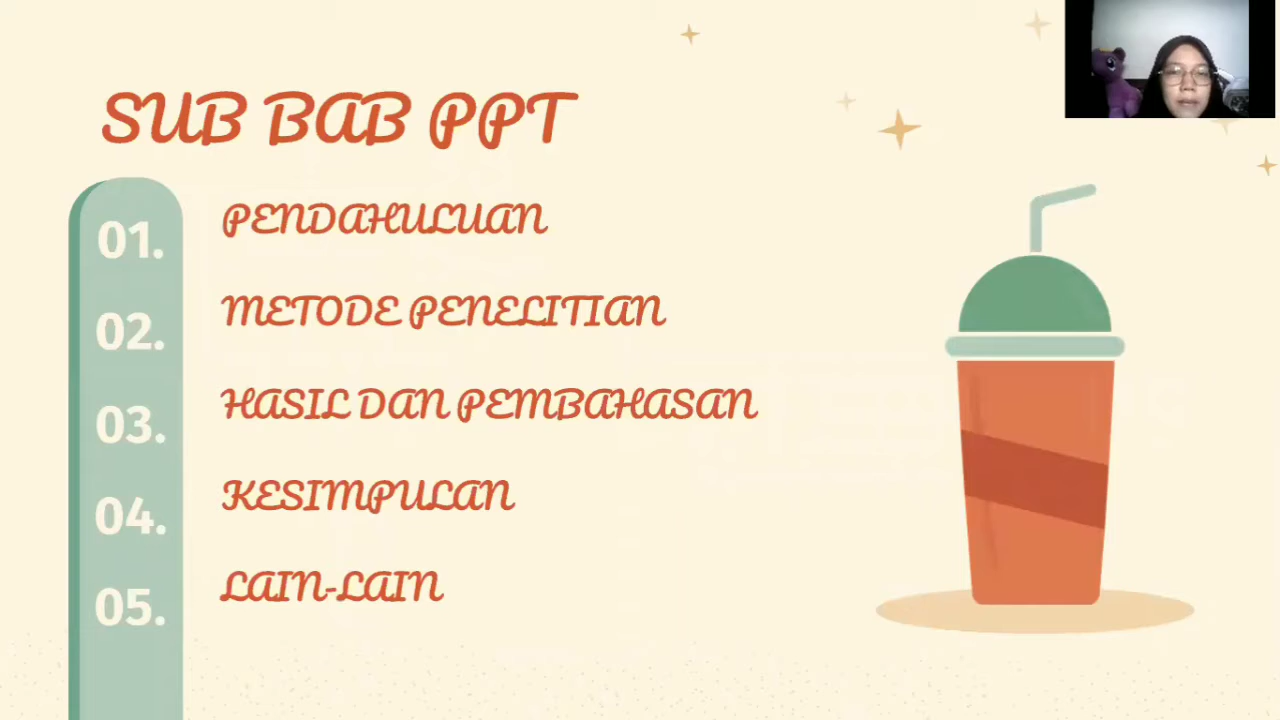 SUB BAB PPT
01. PENDAHULUAN
02. METODE PENELITIAN
03. HASIL DAN PEMBAHASAN
04. KESIMPULAN
05. LAIN-LAIN